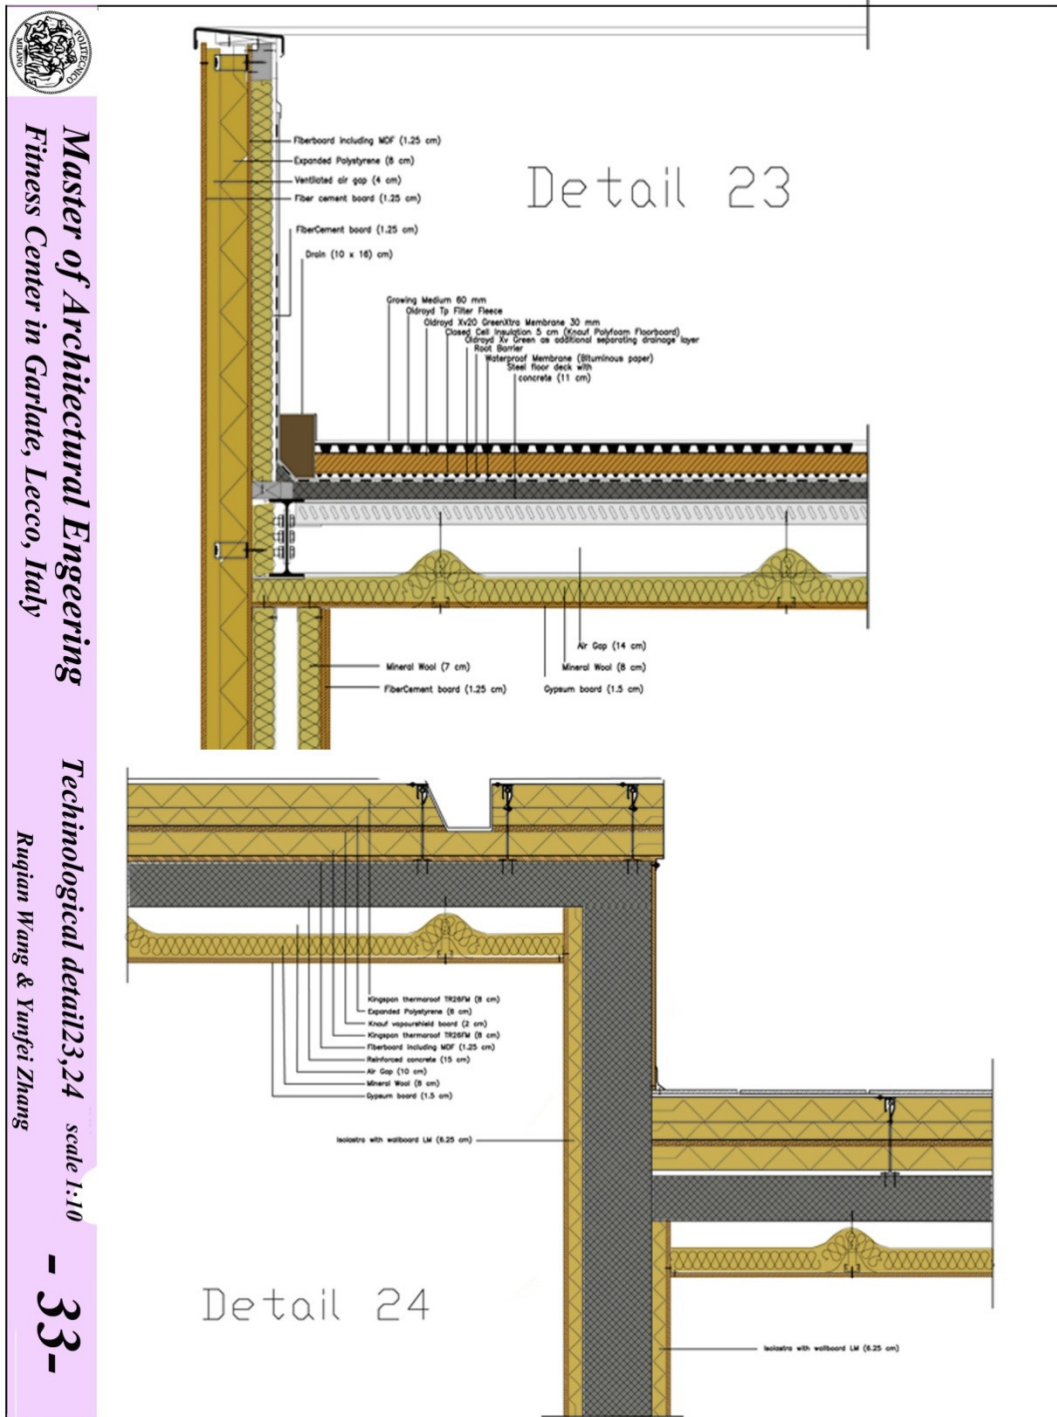 POLITECNICO
MILANO
Master of Architectural Engeering
Fitness Center in Garlate, Lecco, Italy
Techinological detail23,24 scale 1:10
Ruqian Wang & Yunfei Zhang
- 33-
Detail 23
Fiberboard including MDF (1.25 cm)
Expanded Polystyrene (8 cm)
Ventilated air gap (4 cm)
Fiber cement board (1.25 cm)
FiberCement board (1.25 cm)
Drain (10 x 16) cm)
Growing Medium 60 mm
Oldroyd Tp Filter Fleece
Oldroyd Xv20 GreenXtra Membrane 30 mm
Closed Cell Insulation 5 cm (Knauf Polyfoam Floorboard)
Oldroyd Xv Green as additional separating drainage layer
Root Barrier
Waterproof Membrane (Bituminous paper)
Steel floor deck with
concrete (11 cm)
Air Gap (14 cm)
Mineral Wool (7 cm)
Mineral Wool (8 cm)
FiberCement board (1.25 cm)
Gypsum board (1.5 cm)
Kingspan thermaroof TR26FM (8 cm)
Expanded Polystyrene (6 cm)
Knauf vapourshield board (2 cm)
Kingspan thermaroof TR26FM (8 cm)
Fiberboard including MDF (1.25 cm)
Reinforced concrete (15 cm)
Air Gap (10 cm)
Mineral Wool (8 cm)
Gypsum board (1.5 cm)
Isolastra with wallboard LM (6.25 cm)
Detail 24
Isolastra with wallboard LM (6.25 cm)